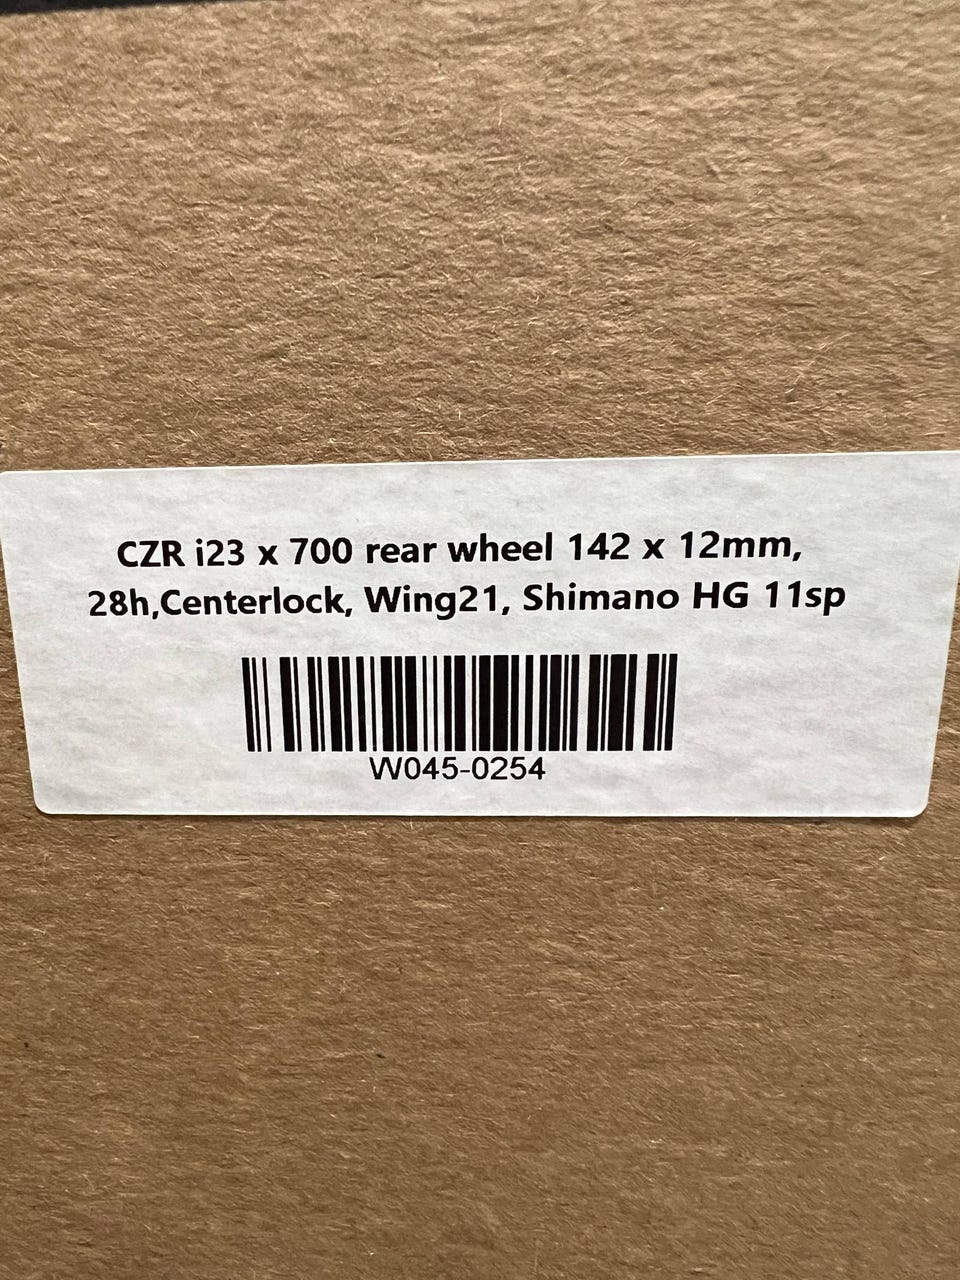 CZR i23 x 700 rear wheel 142 x 12mm,
28h,Centerlock, Wing21, Shimano HG 11sp
W045-0254